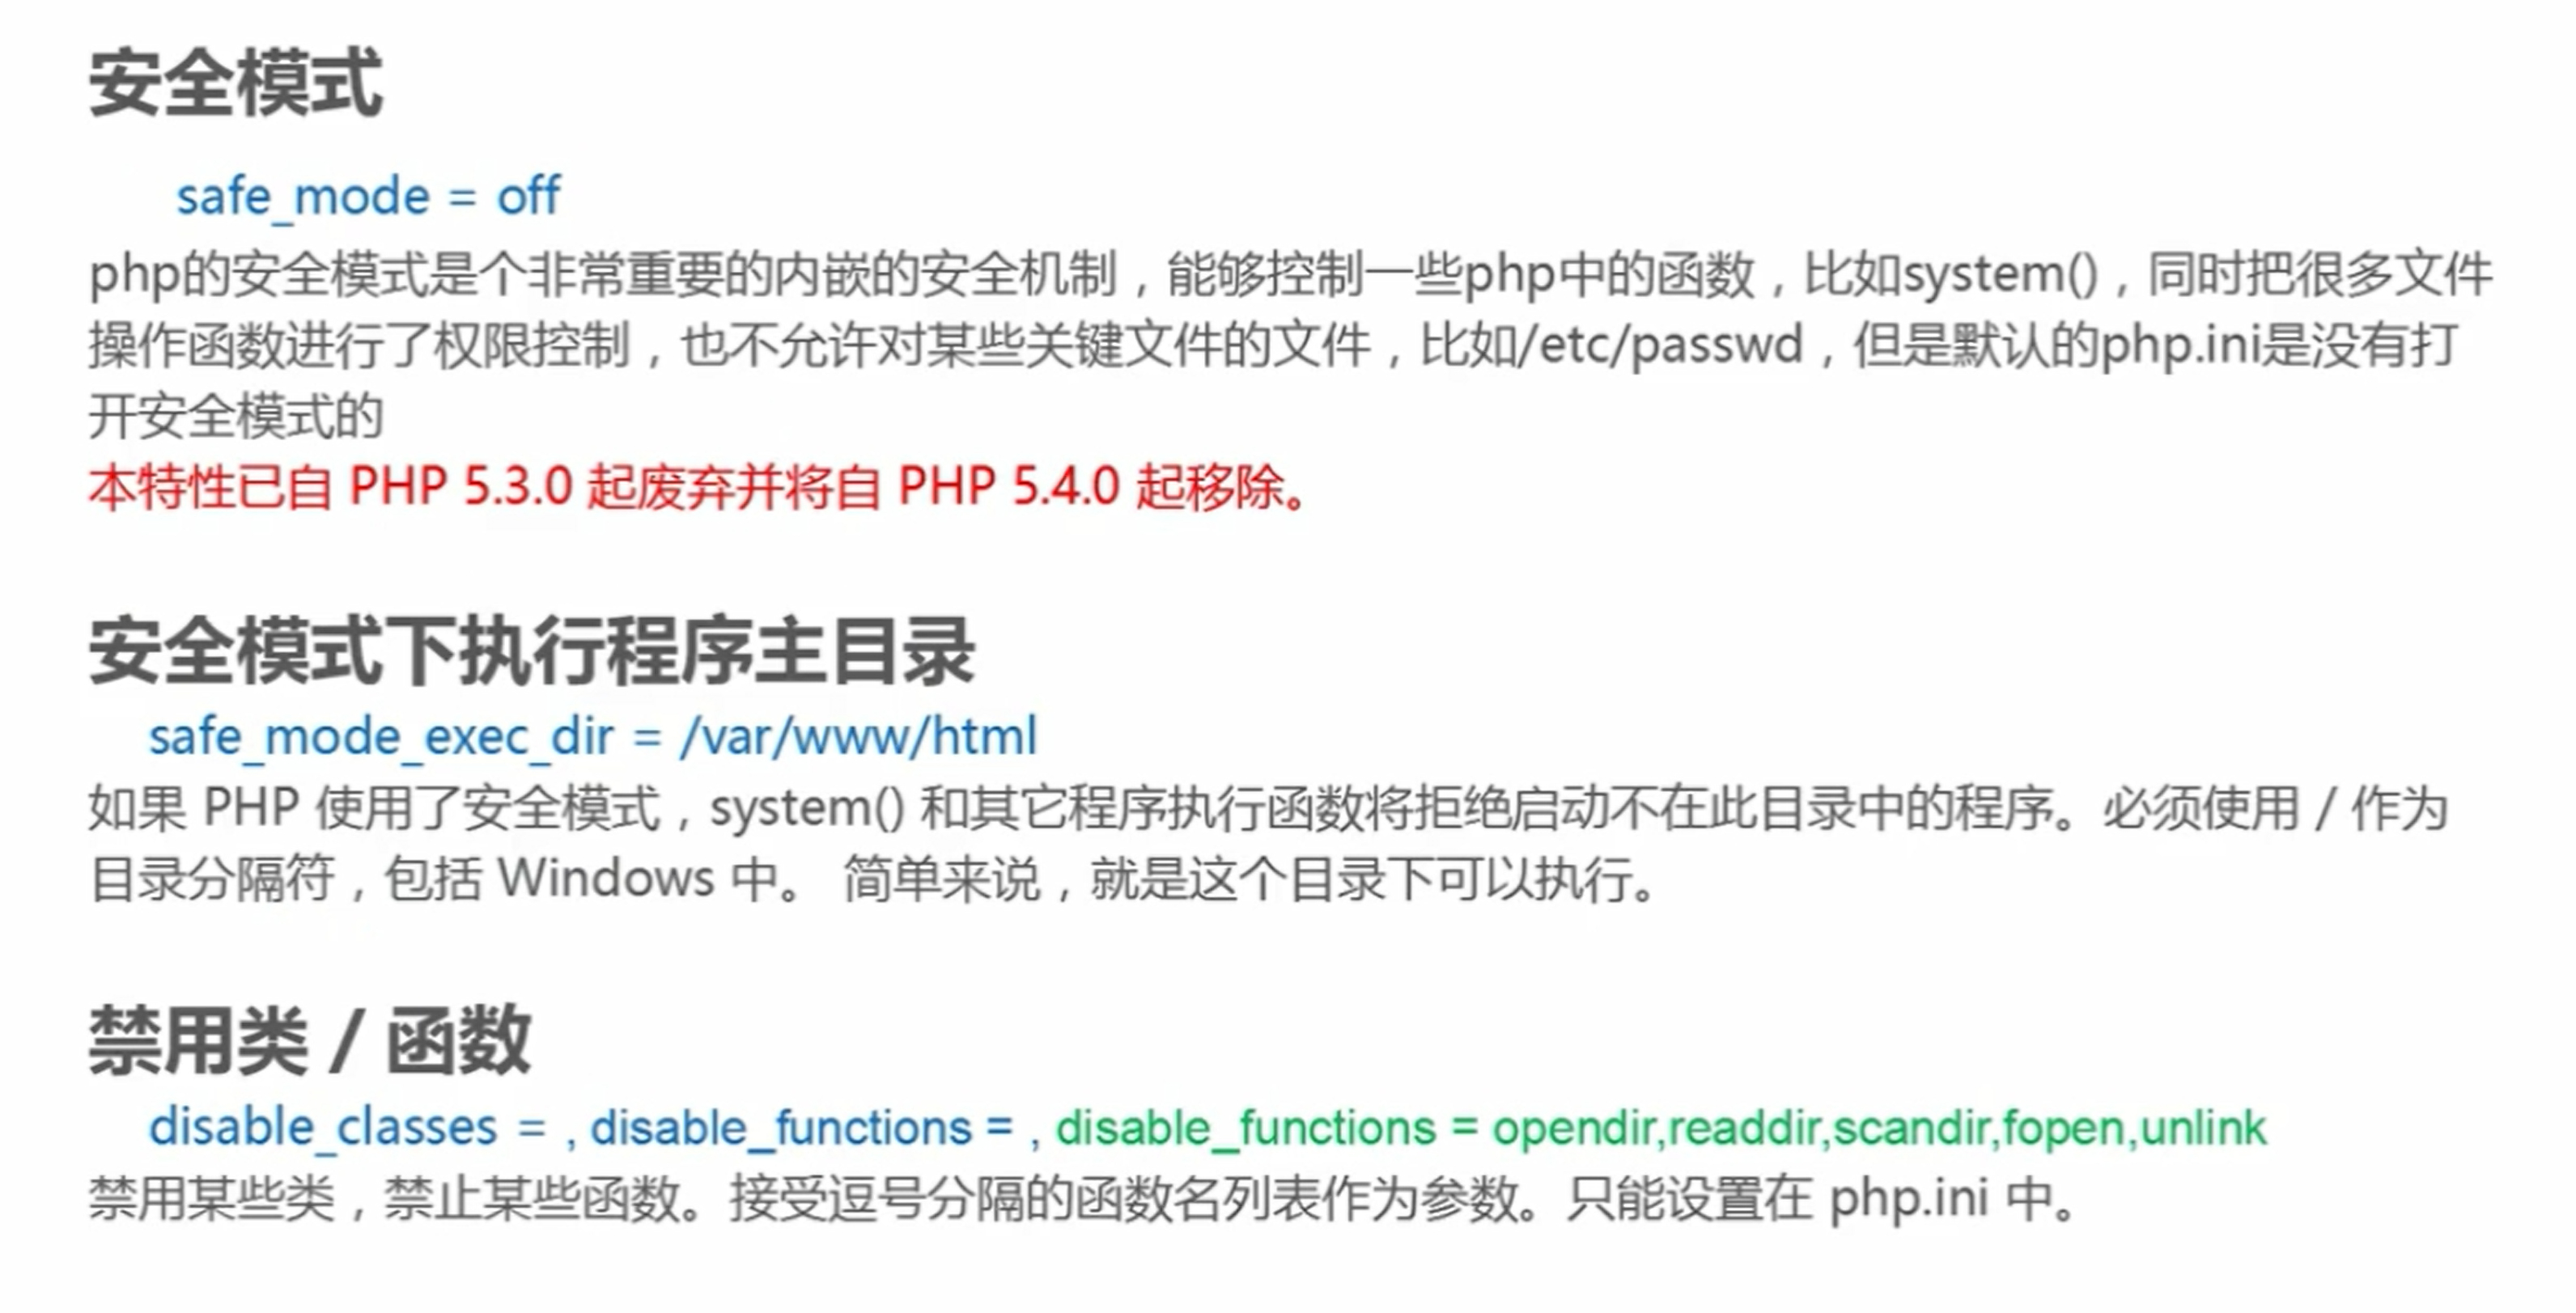 安全模式
safe_mode = off
php的安全模式是个非常重要的内嵌的安全机制，能够控制一些php中的函数，比如system()，同时把很多文件
操作函数进行了权限控制，也不允许对某些关键文件的文件，比如/etc/passwd，但是默认的php.ini是没有打
开安全模式的
本特性已自 PHP 5.3.0 起废弃并将自 PHP 5.4.0 起移除。
安全模式下执行程序主目录
safe_mode_exec_dir = /var/www/html
如果 PHP 使用了安全模式，system() 和其它程序执行函数将拒绝启动不在此目录中的程序。必须使用 / 作为
目录分隔符，包括 Windows 中。 简单来说，就是这个目录下可以执行。
禁用类 / 函数
disable_classes = , disable_functions = , disable_functions = opendir,readdir,scandir,fopen,unlink
禁用某些类，禁止某些函数。接受逗号分隔的函数名列表作为参数。只能设置在 php.ini 中。